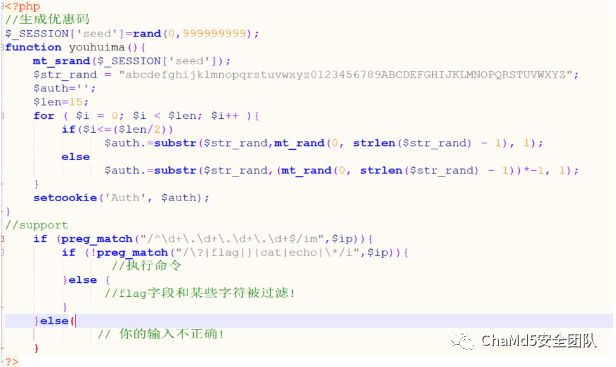 <?php
//生成优惠码
$_SESSION['seed']=rand(0,999999999);
function youhuima(){
    mt_srand($_SESSION['seed']);
    $str_rand = "abcdefghijklmnopqrstuvwxyz0123456789ABCDEFGHIJKLMNOPQRSTUVWXYZ";
    $auth='';
    $len=15;
    for ( $i = 0; $i < $len; $i++ ){
        if($i<=($len/2))
            $auth.=substr($str_rand,mt_rand(0, strlen($str_rand) - 1), 1);
        else
            $auth.=substr($str_rand,(mt_rand(0, strlen($str_rand) - 1))*-1, 1);
    }
    setcookie('Auth', $auth);
}
//support
    if (preg_match("/^\d+\.\d+\.\d+\.\d+$/im",$ip)){
        if (!preg_match("/\?|flag|}|cat|echo|\*/i",$ip)){
            //执行命令
        }else {
            //flag字段和某些字符被过滤!
        }
    }else{
            // 你的输入不正确!
    }
?>
ChaMd5安全团队